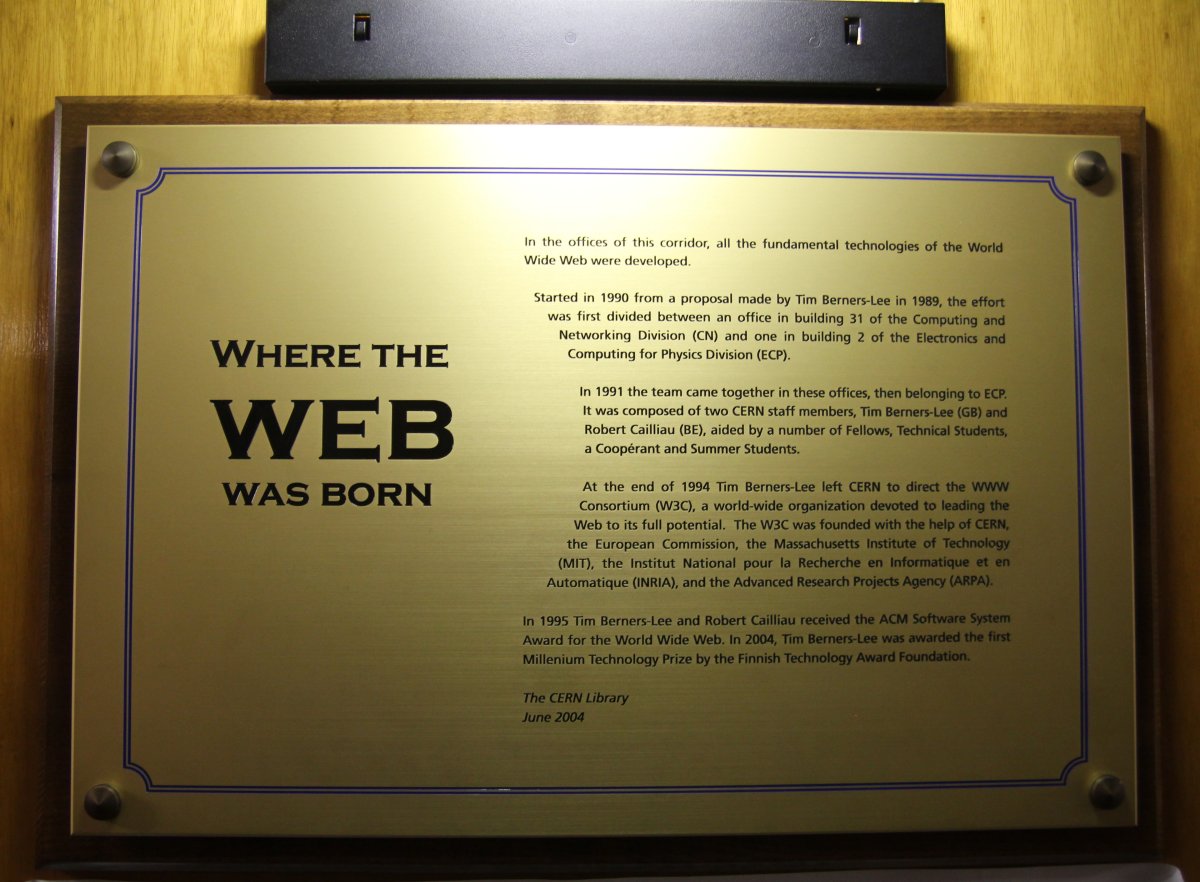 WHERE THE
WEB
WAS BORN
In the offices of this corridor, all the fundamental technologies of the World
Wide Web were developed.
Started in 1990 from a proposal made by Tim Berners-Lee in 1989, the effort
was first divided between an office in building 31 of the Computing and
Networking Division (CN) and one in building 2 of the Electronics and
Computing for Physics Division (ECP).
In 1991 the team came together in these offices, then belonging to ECP.
It was composed of two CERN staff members, Tim Berners-Lee (GB) and
Robert Cailliau (BE), aided by a number of Fellows, Technical Students,
a Coopérant and Summer Students.
At the end of 1994 Tim Berners-Lee left CERN to direct the WWW
Consortium (W3C), a world-wide organization devoted to leading the
Web to its full potential. The W3C was founded with the help of CERN,
the European Commission, the Massachusetts Institute of Technology
(MIT), the Institut National pour la Recherche en Informatique et en
Automatique (INRIA), and the Advanced Research Projects Agency (ARPA).
In 1995 Tim Berners-Lee and Robert Cailliau received the ACM Software System
Award for the World Wide Web. In 2004, Tim Berners-Lee was awarded the first
Millenium Technology Prize by the Finnish Technology Award Foundation.
The CERN Library
June 2004